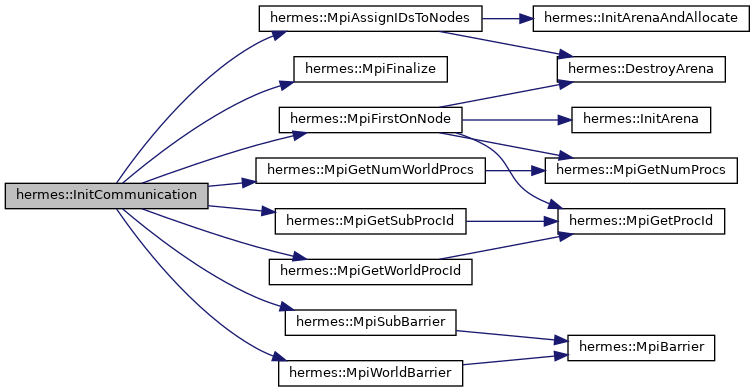 hermes::InitCommunication
hermes::MpiAssignIDsToNodes
hermes::MpiFinalize
hermes::MpiFirstOnNode
hermes::MpiGetNumWorldProcs
hermes::MpiGetSubProcId
hermes::MpiGetWorldProcId
hermes::MpiSubBarrier
hermes::MpiWorldBarrier
hermes::InitArenaAndAllocate
hermes::DestroyArena
hermes::InitArena
hermes::MpiGetNumProcs
hermes::MpiGetProcId
hermes::MpiBarrier